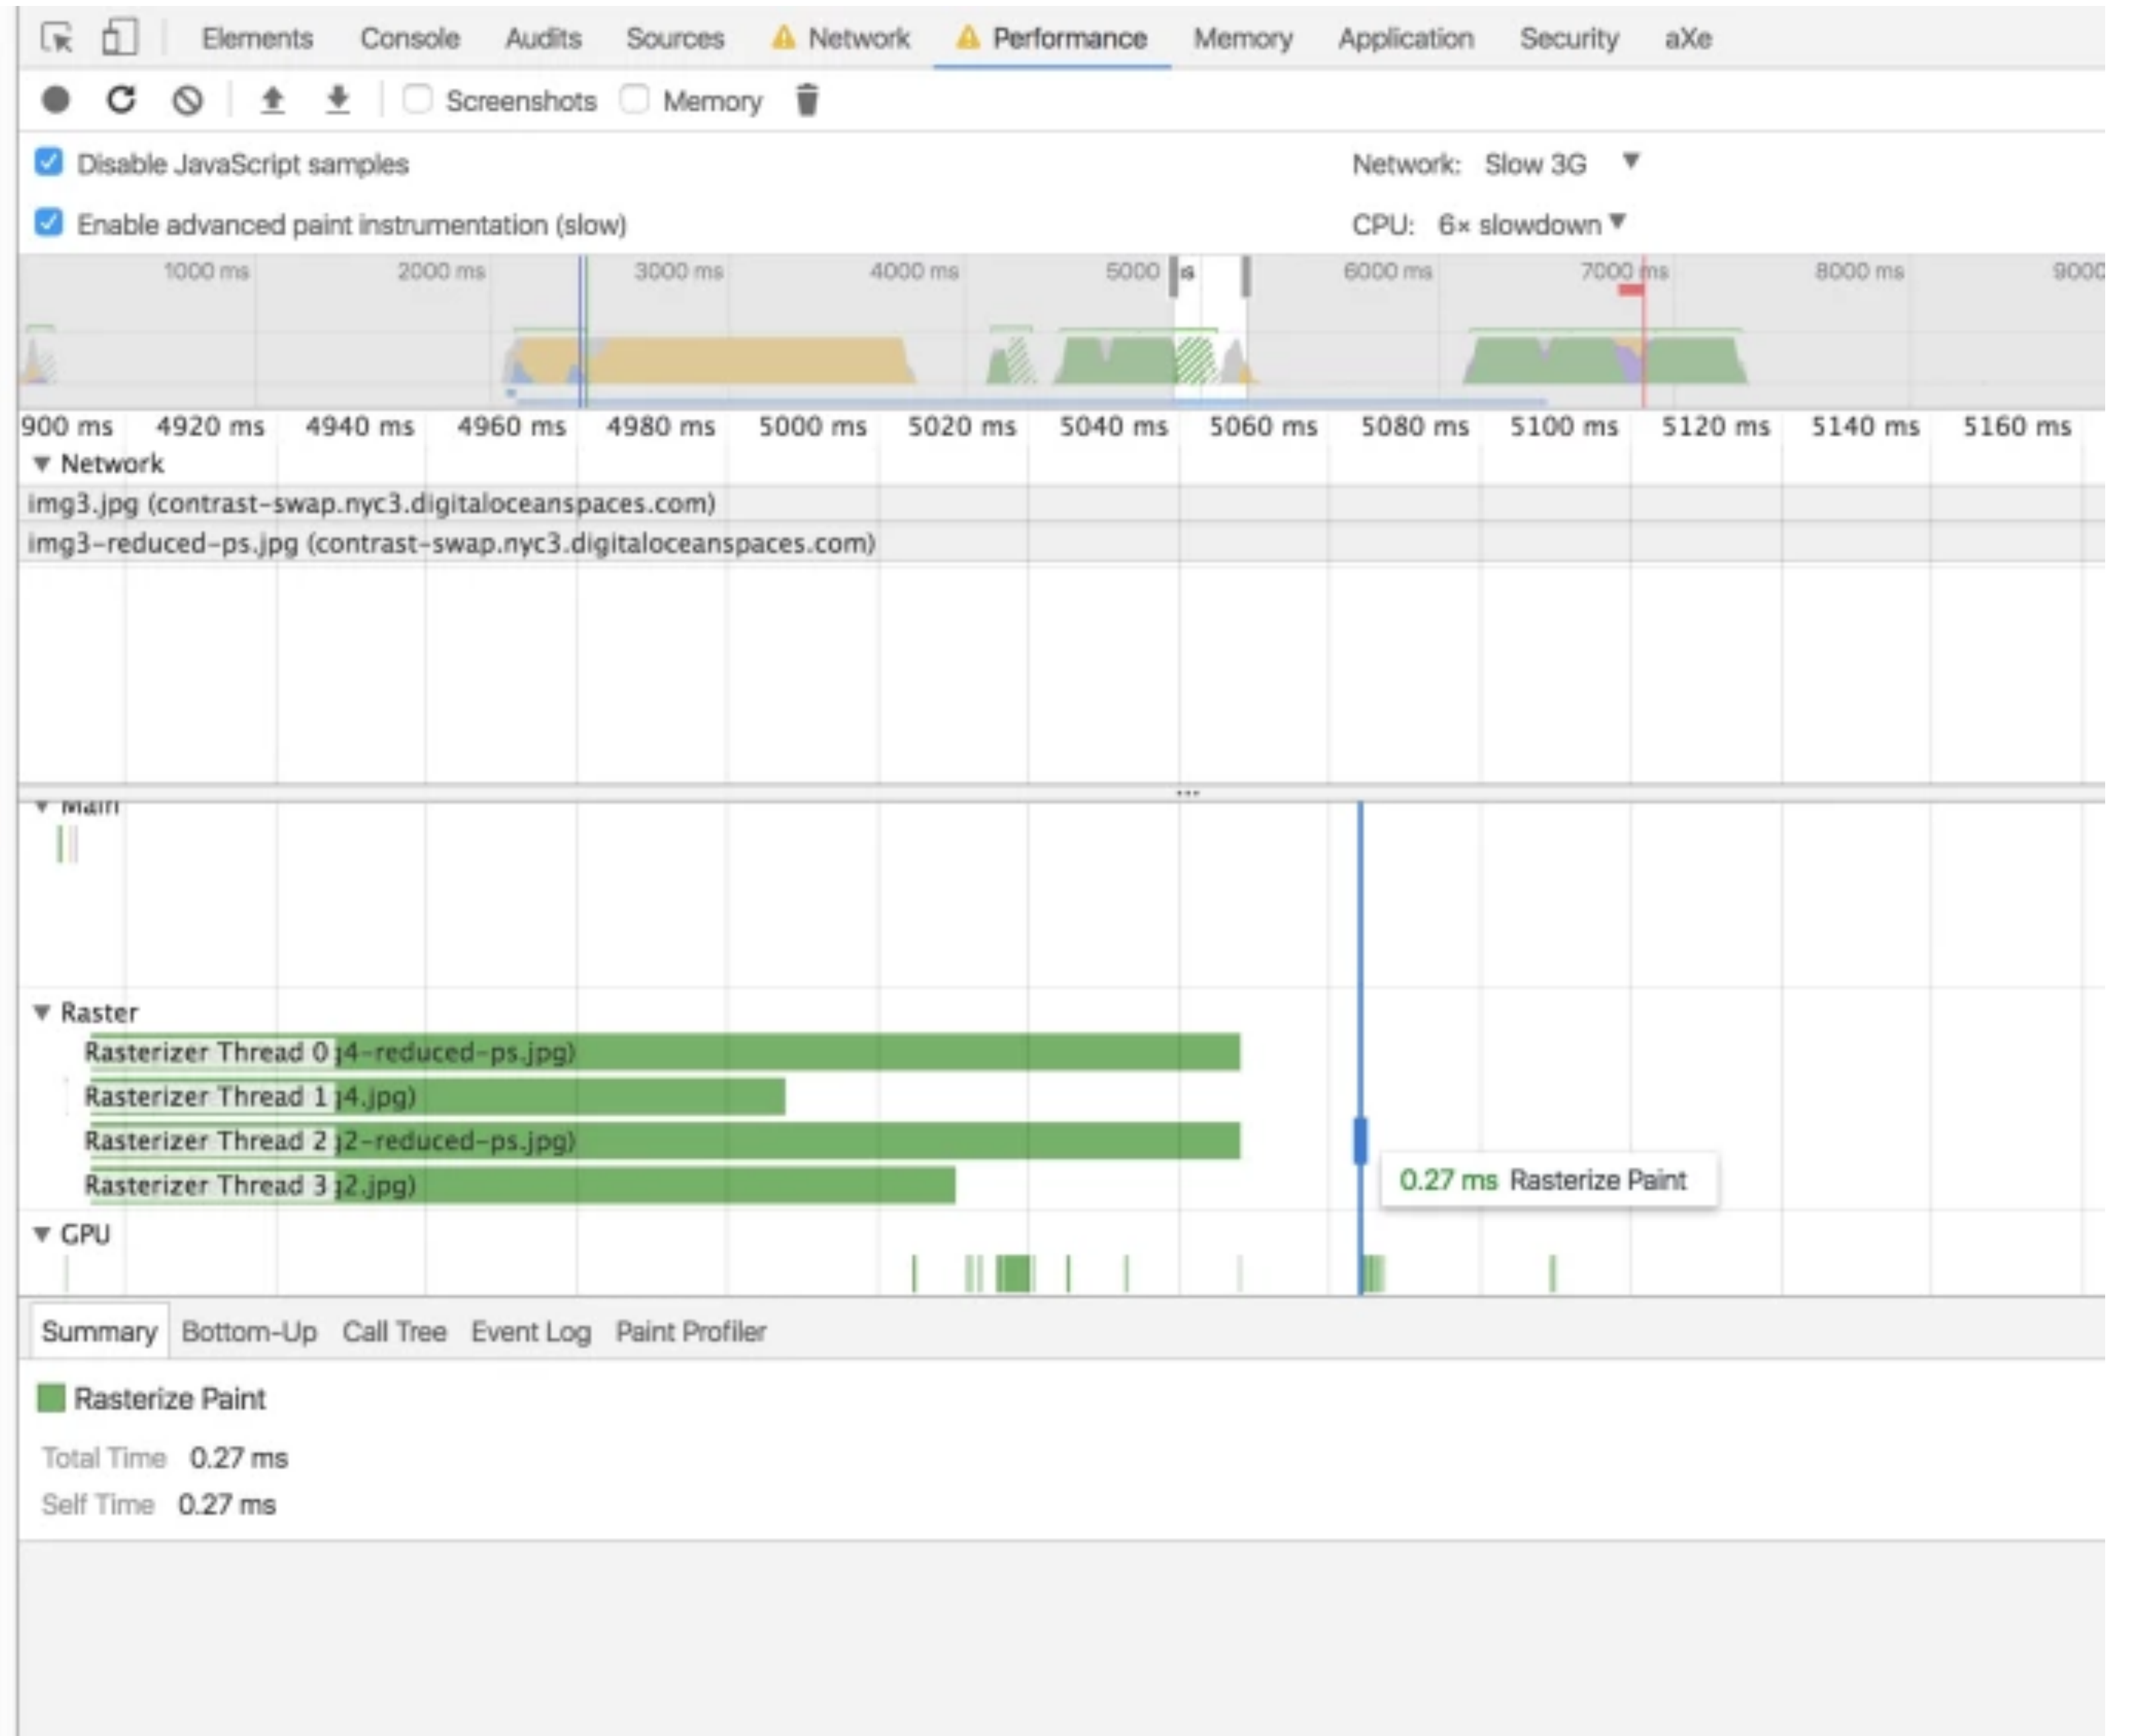 Elements Console Audits Sources Network Performance Memory Application Security aXe
Screenshots Memory
Disable JavaScript samples Network: Slow 3G
Enable advanced paint instrumentation (slow) CPU: 6× slowdown
1000 ms 2000 ms 3000 ms 4000 ms 5000 s 6000 ms 7000 ms 8000 ms 9000
900 ms 4920 ms 4940 ms 4960 ms 4980 ms 5000 ms 5020 ms 5040 ms 5060 ms 5080 ms 5100 ms 5120 ms 5140 ms 5160 ms
Network
img3.jpg (contrast-swap.nyc3.digitaloceanspaces.com)
img3-reduced-ps.jpg (contrast-swap.nyc3.digitaloceanspaces.com)
Main
Raster
Rasterizer Thread 0 g4-reduced-ps.jpg)
Rasterizer Thread 1 g4.jpg)
Rasterizer Thread 2 g2-reduced-ps.jpg)
Rasterizer Thread 3 g2.jpg)
0.27 ms Rasterize Paint
GPU
Summary Bottom-Up Call Tree Event Log Paint Profiler
Rasterize Paint
Total Time 0.27 ms
Self Time 0.27 ms